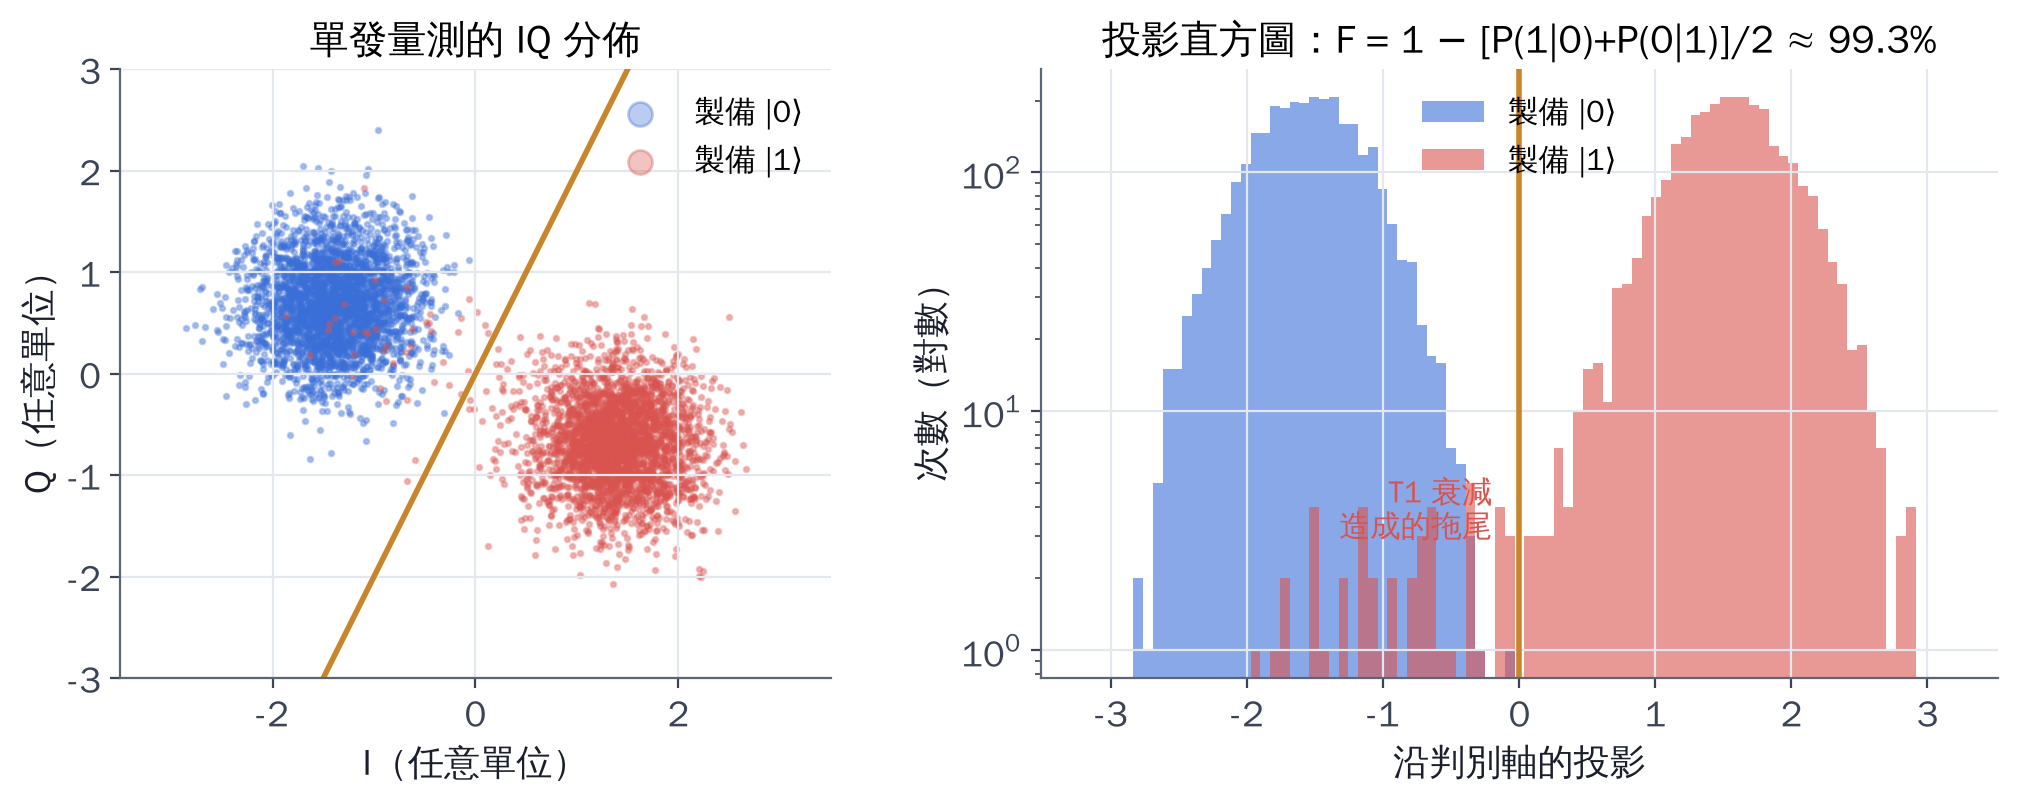 單發量測的 IQ 分佈
3
2
1
0
-1
-2
-3
Q（任意單位）
製備 |0⟩
製備 |1⟩
-2
0
2
I（任意單位）
投影直方圖：F = 1 − [P(1|0)+P(0|1)]/2 ≈ 99.3%
10²
10¹
10⁰
次數（對數）
製備 |0⟩
製備 |1⟩
T1 衰減
造成的拖尾
-3
-2
-1
0
1
2
3
沿判別軸的投影